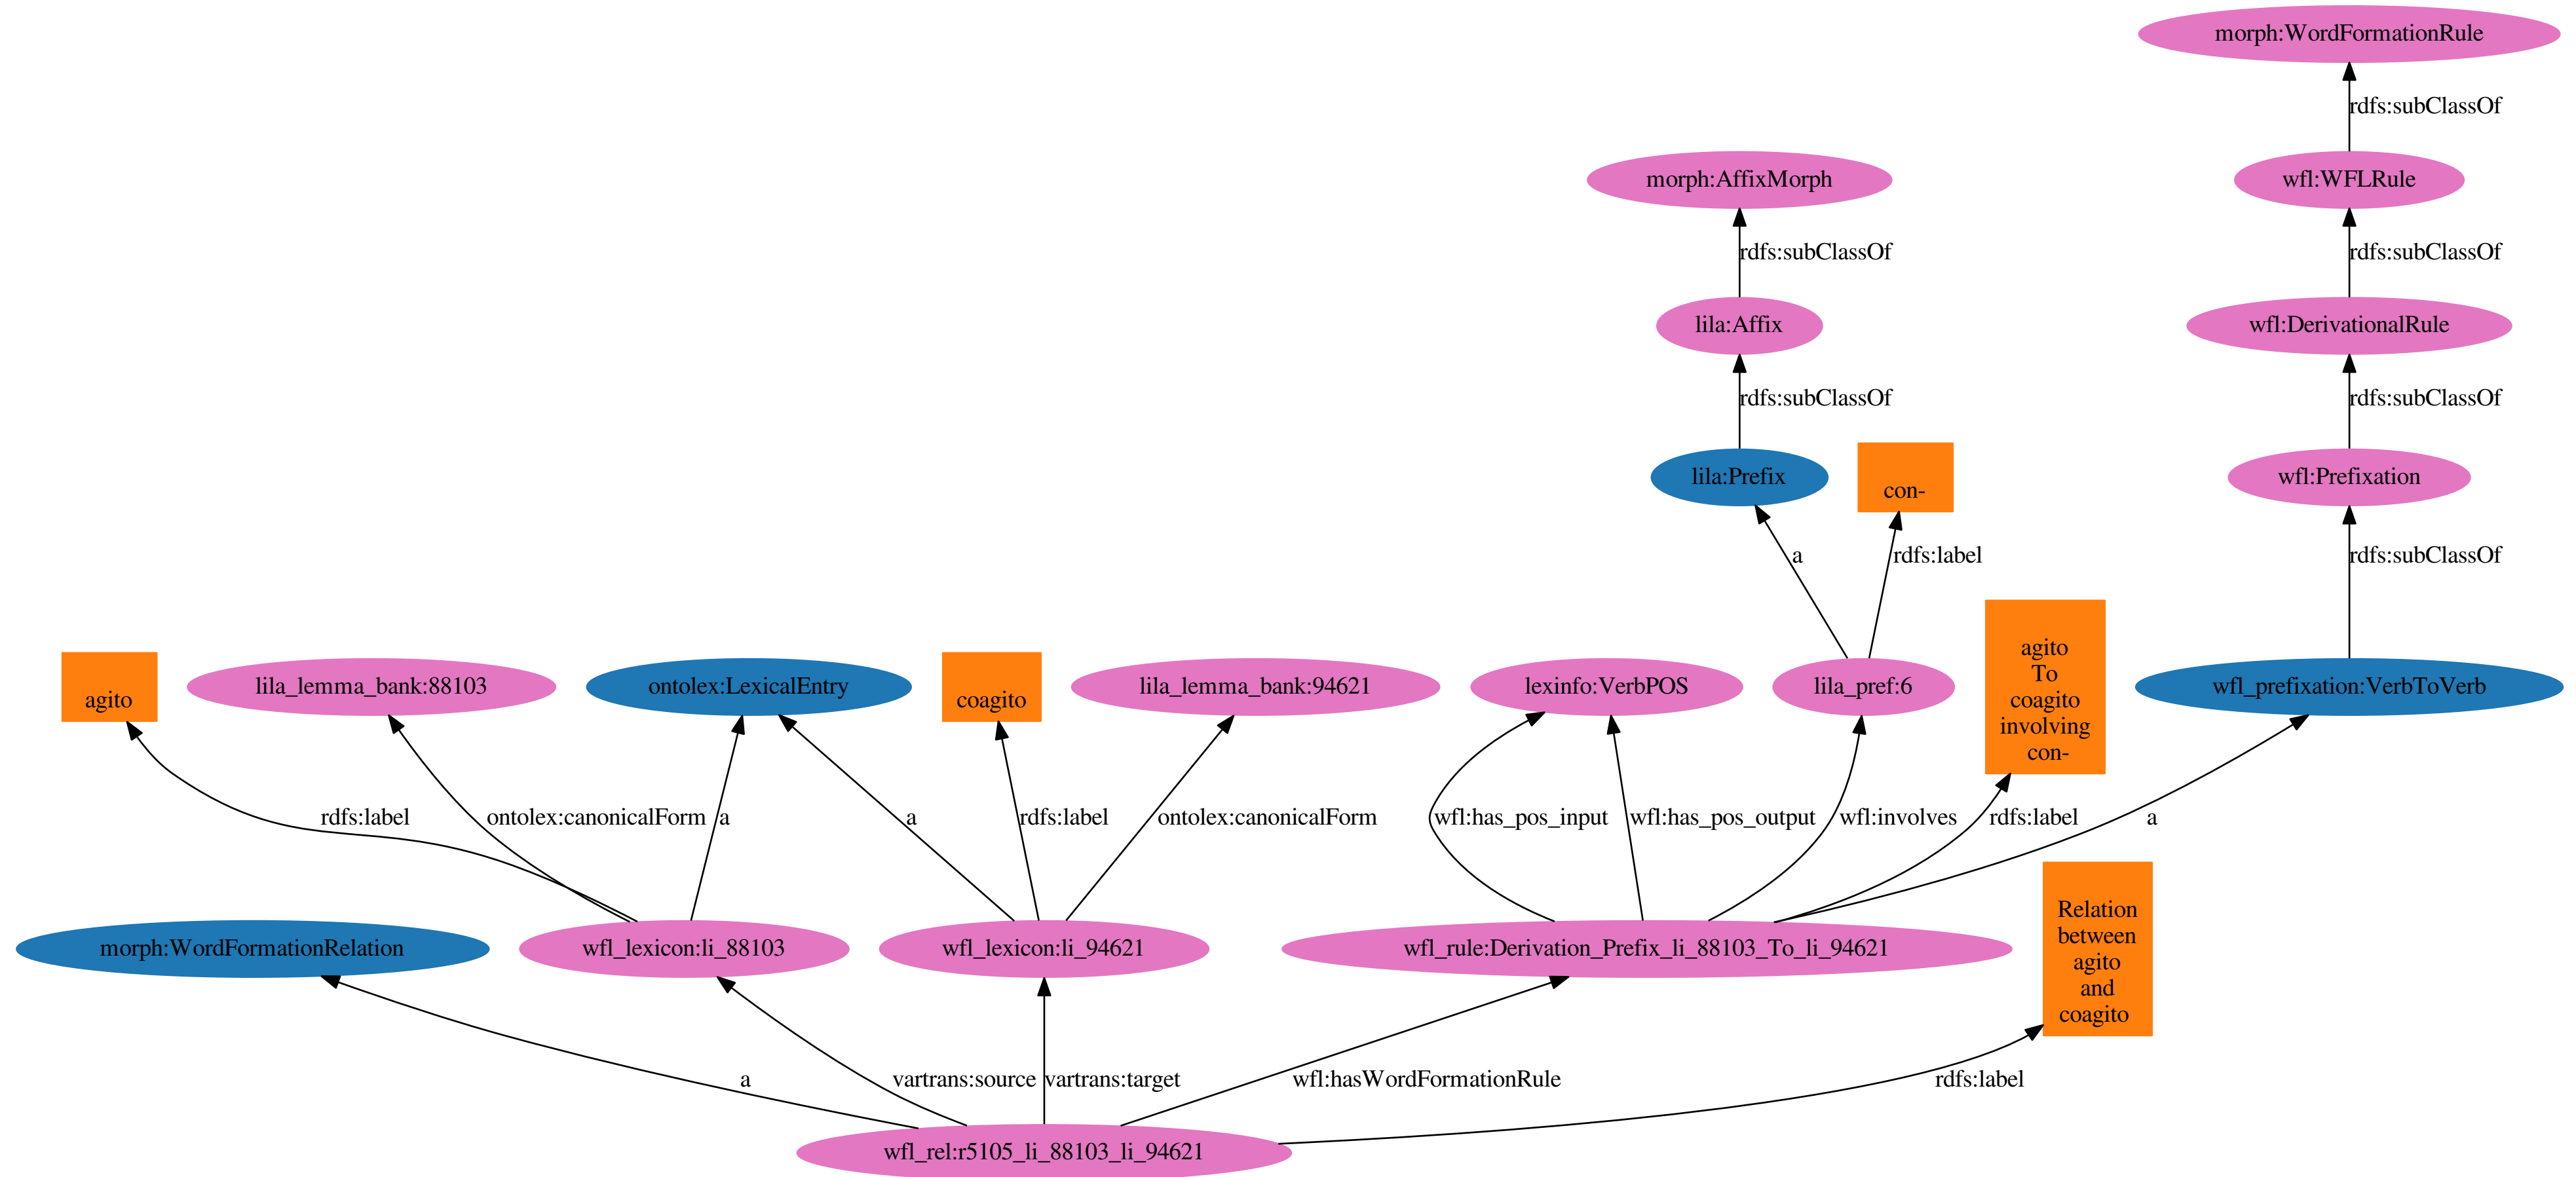 morph:WordFormationRule
rdfs:subClassOf
morph:AffixMorph
wfl:WFLRule
rdfs:subClassOf
rdfs:subClassOf
lila:Affix
wfl:DerivationalRule
rdfs:subClassOf
rdfs:subClassOf
lila:Prefix
con-
wfl:Prefixation
a
rdfs:label
rdfs:subClassOf
agito
lila_lemma_bank:88103
ontolex:LexicalEntry
coagito
lila_lemma_bank:94621
lexinfo:VerbPOS
lila_pref:6
agito
To
coagito
involving
con-
wfl_prefixation:VerbToVerb
rdfs:label
ontolex:canonicalForm
a
a
rdfs:label
ontolex:canonicalForm
wfl:has_pos_input
wfl:has_pos_output
wfl:involves
rdfs:label
a
morph:WordFormationRelation
wfl_lexicon:li_88103
wfl_lexicon:li_94621
wfl_rule:Derivation_Prefix_li_88103_To_li_94621
Relation
between
agito
and
coagito
a
vartrans:source
vartrans:target
wfl:hasWordFormationRule
rdfs:label
wfl_rel:r5105_li_88103_li_94621